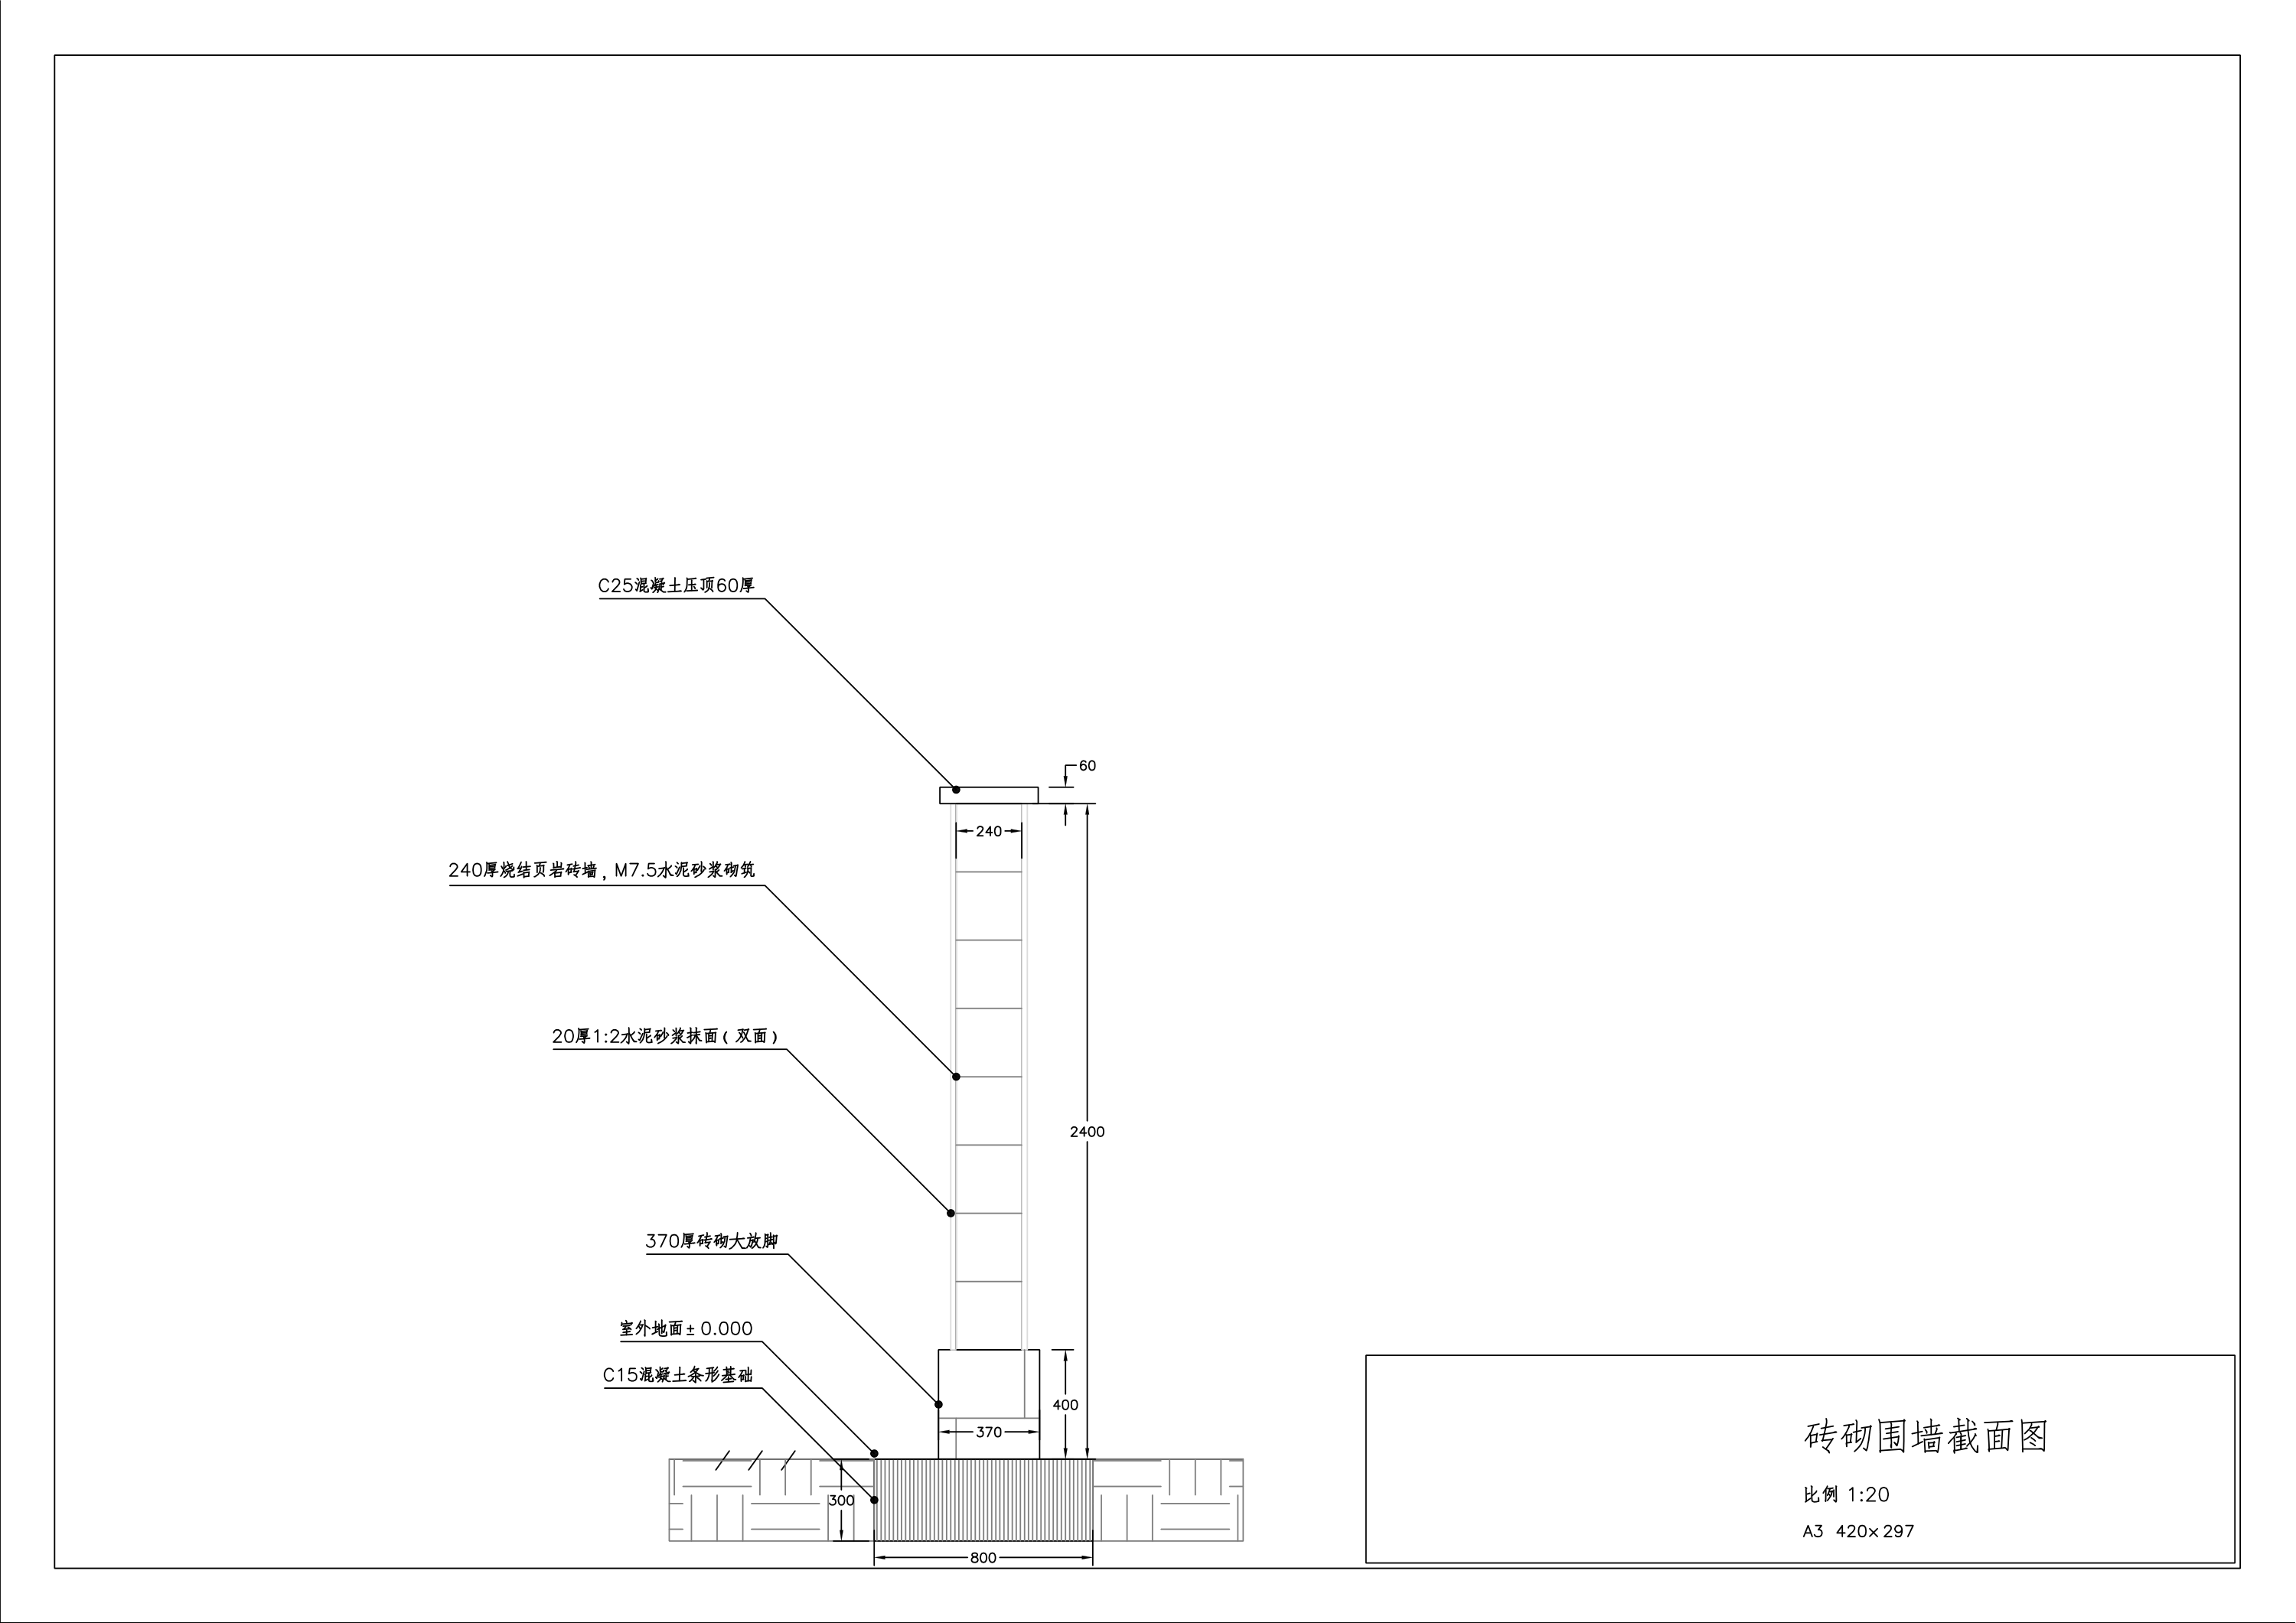 C25混凝土压顶60厚
60
240
240厚烧结页岩砖墙，M7.5水泥砂浆砌筑
20厚1:2水泥砂浆抹面（双面）
2400
370厚砖砌大放脚
室外地面±0.000
C15混凝土条形基础
400
370
300
800
砖砌围墙截面图
比例 1:20
A3 420×297